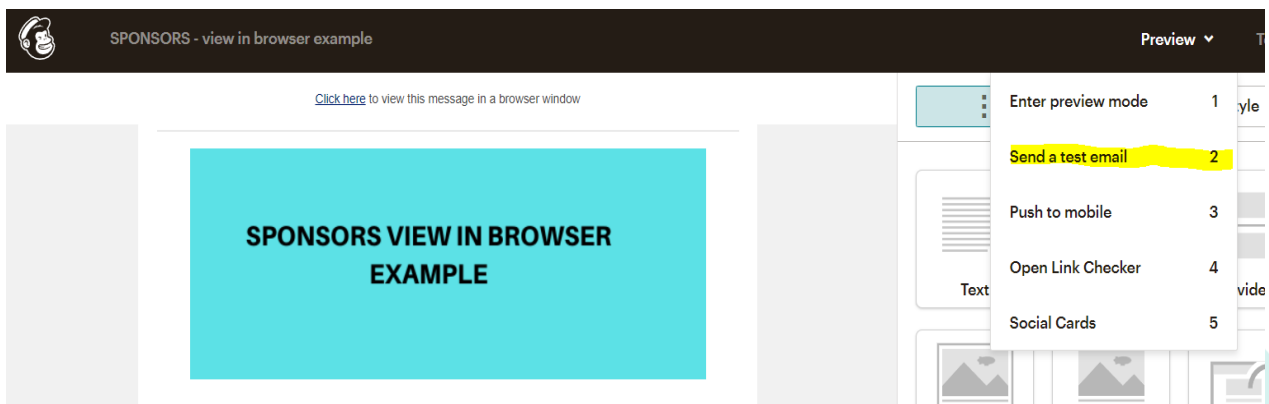 SPONSORS - view in browser example
Preview
Click here to view this message in a browser window
SPONSORS VIEW IN BROWSER
EXAMPLE
Enter preview mode 1
Send a test email 2
Push to mobile 3
Open Link Checker 4
Social Cards 5
Text